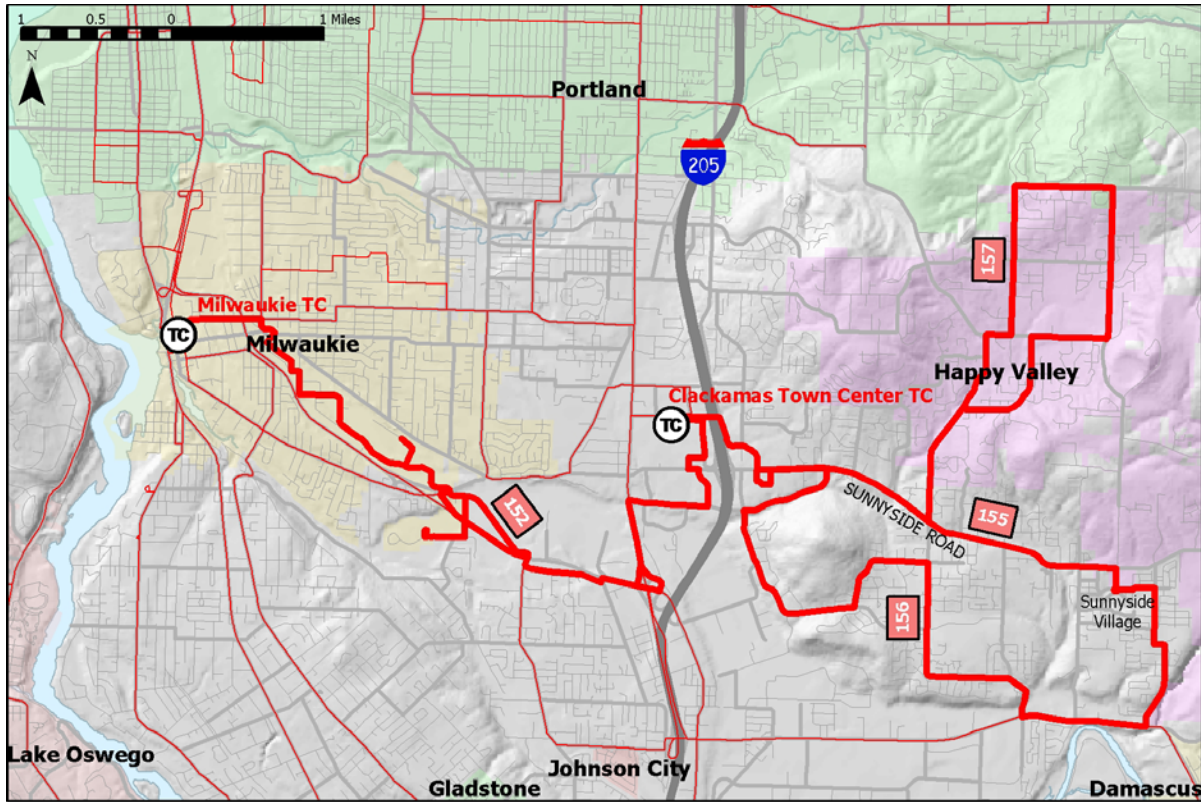 1 0.5 0 1 Miles
N
Portland
205
157
Milwaukie TC
TC
Milwaukie
Happy Valley
Clackamas Town Center TC
TC
SUNNYSIDE ROAD
152
155
156
Sunnyside
Village
Lake Oswego
Johnson City
Gladstone
Damascus